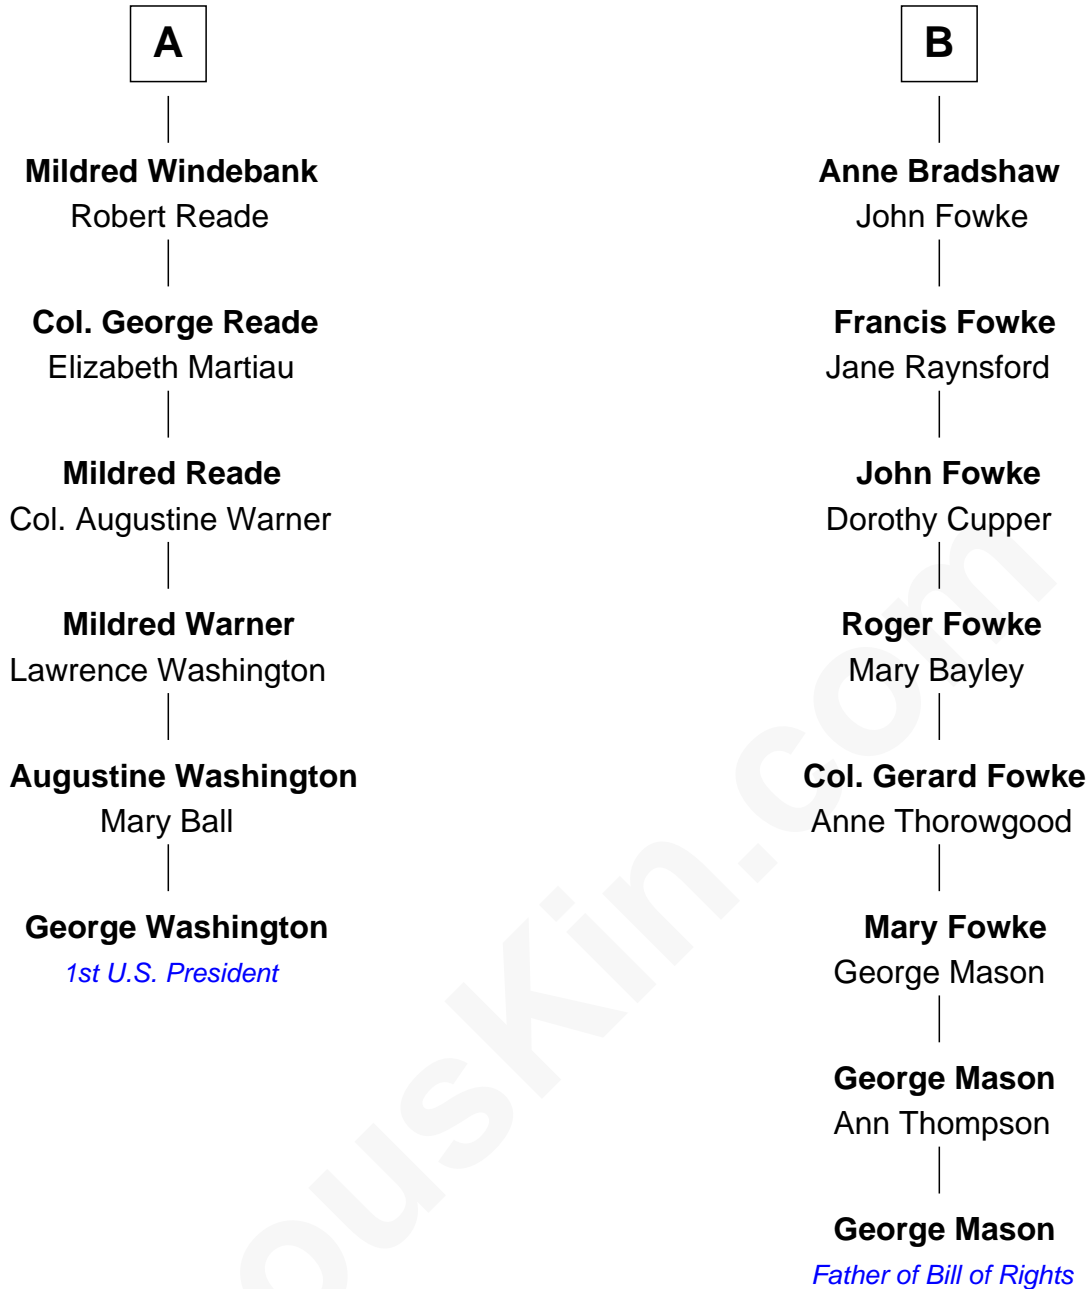 A
Mildred Windebank
Robert Reade
Col. George Reade
Elizabeth Martiau
Mildred Reade
Col. Augustine Warner
Mildred Warner
Lawrence Washington
Augustine Washington
Mary Ball
George Washington
1st U.S. President
B
Anne Bradshaw
John Fowke
Francis Fowke
Jane Raynsford
John Fowke
Dorothy Cupper
Roger Fowke
Mary Bayley
Col. Gerard Fowke
Anne Thorowgood
Mary Fowke
George Mason
George Mason
Ann Thompson
George Mason
Father of Bill of Rights
ousKin.com